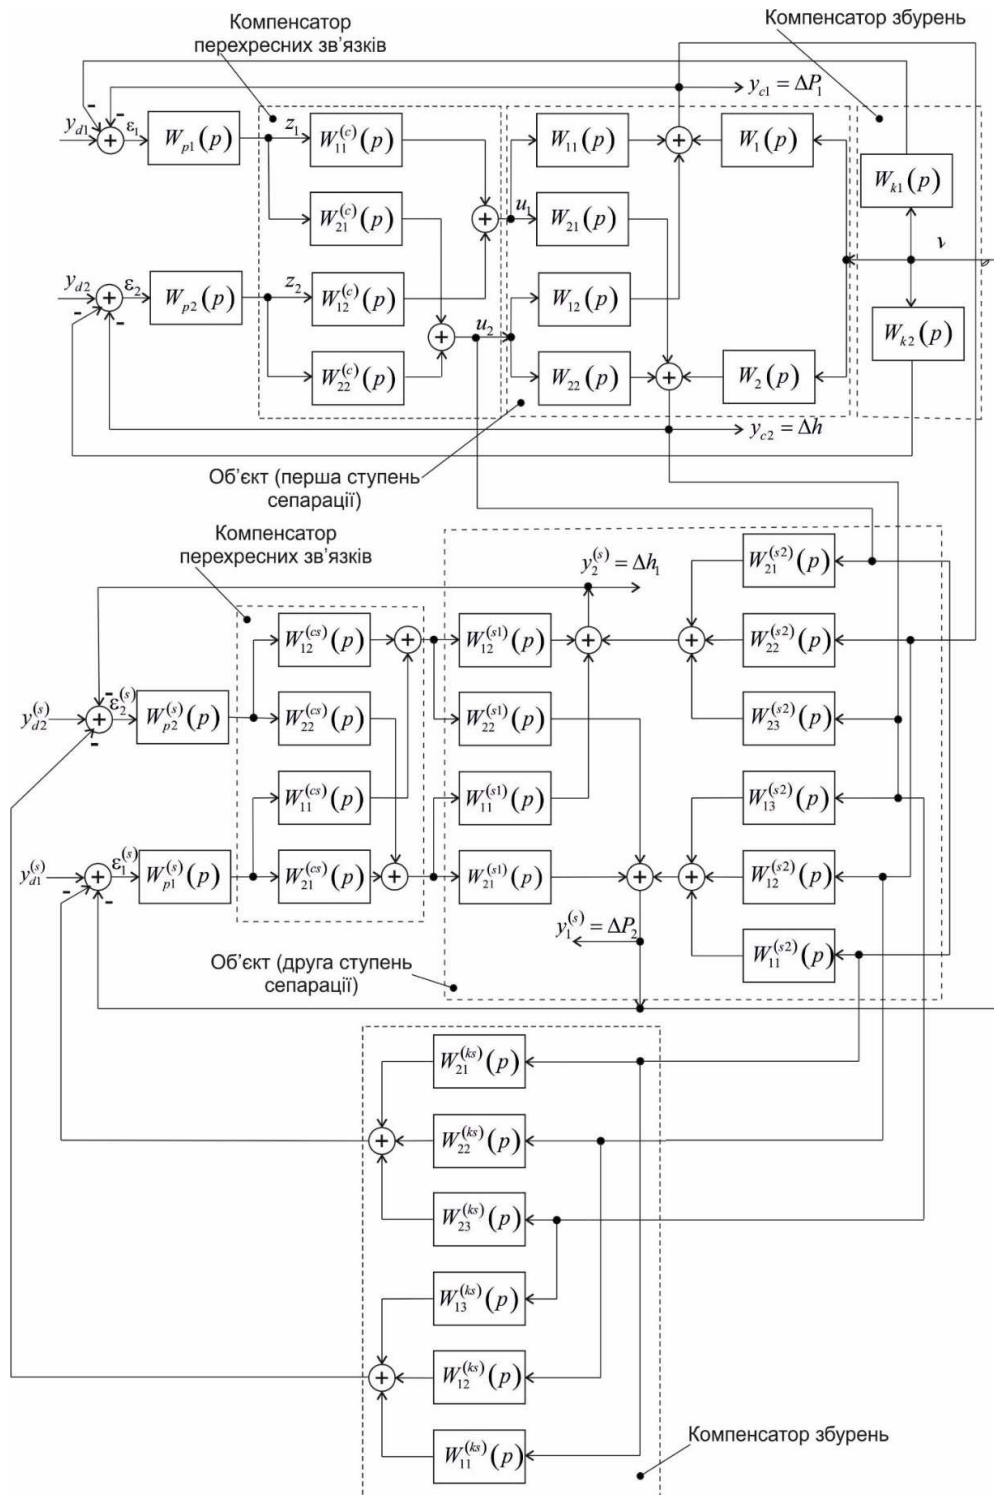 Компенсатор
перехресних зв'язків
Компенсатор збурень
y_{c1} = ΔP_1
y_{d1}
ε_1
W_{p1}(p)
z_1
W_{11}^{(c)}(p)
W_{11}(p)
W_1(p)
W_{k1}(p)
W_{21}^{(c)}(p)
u_1
W_{21}(p)
ν
y_{d2}
ε_2
W_{p2}(p)
z_2
W_{12}^{(c)}(p)
W_{12}(p)
W_{k2}(p)
u_2
W_{22}^{(c)}(p)
W_{22}(p)
W_2(p)
y_{c2} = Δh
Об'єкт (перша ступень
сепарації)
Компенсатор
перехресних зв'язків
y_2^{(s)} = Δh_1
W_{21}^{(s2)}(p)
W_{12}^{(cs)}(p)
W_{12}^{(s1)}(p)
W_{22}^{(s2)}(p)
y_{d2}^{(s)}
ε_2^{(s)}
W_{p2}^{(s)}(p)
W_{22}^{(cs)}(p)
W_{22}^{(s1)}(p)
W_{23}^{(s2)}(p)
W_{11}^{(cs)}(p)
W_{11}^{(s1)}(p)
W_{13}^{(s2)}(p)
y_{d1}^{(s)}
ε_1^{(s)}
W_{p1}^{(s)}(p)
W_{21}^{(cs)}(p)
W_{21}^{(s1)}(p)
W_{12}^{(s2)}(p)
y_1^{(s)} = ΔP_2
W_{11}^{(s2)}(p)
Об'єкт (друга ступень
сепарації)
W_{21}^{(ks)}(p)
W_{22}^{(ks)}(p)
W_{23}^{(ks)}(p)
W_{13}^{(ks)}(p)
W_{12}^{(ks)}(p)
W_{11}^{(ks)}(p)
Компенсатор збурень